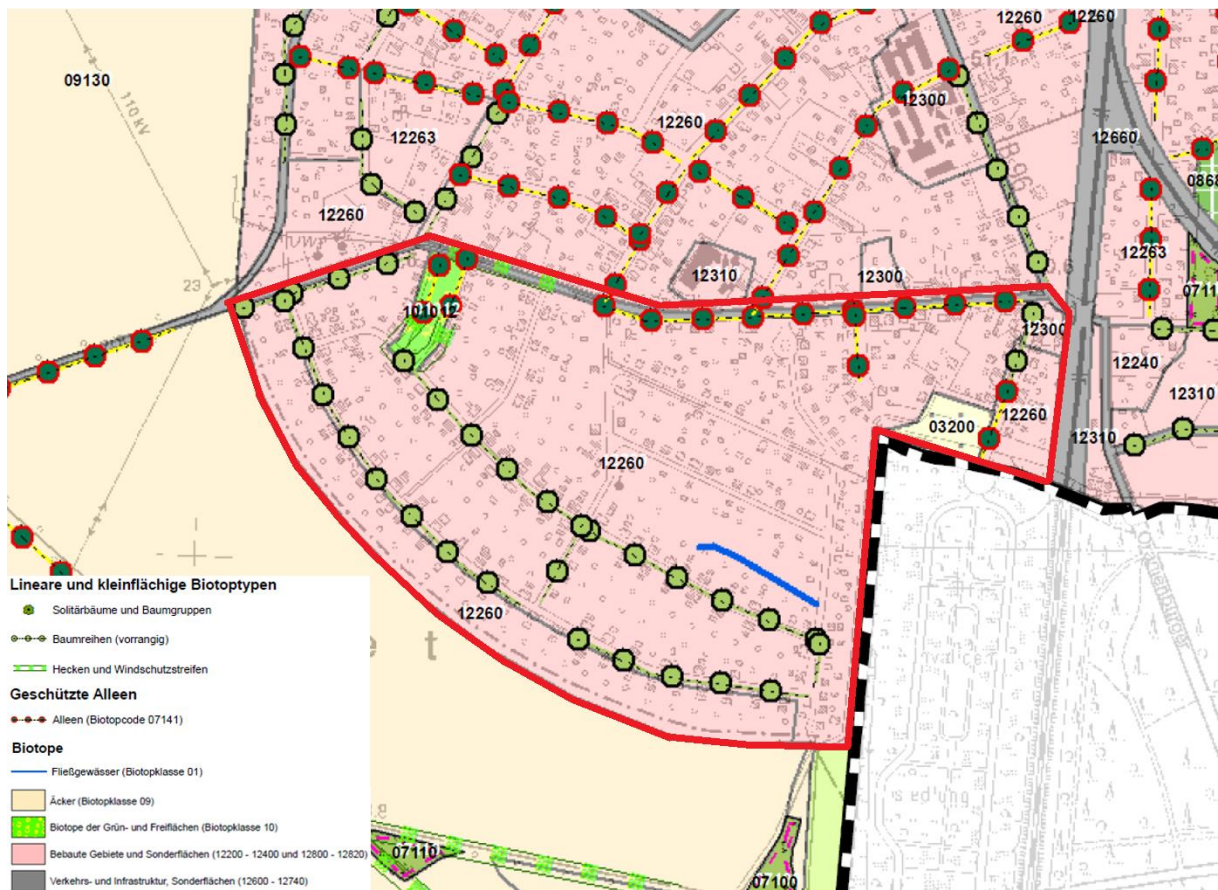 12260
12260
09130
110 kV
12300
12260
12263
12660
0868
12260
12263
12310
12300
0711
23
101012
12300
12240
12310
12260
03200
12310
12260
12260
e t
Lineare und kleinflächige Biotoptypen
Solitärbäume und Baumgruppen
Baumreihen (vorrangig)
Hecken und Windschutzstreifen
Geschützte Alleen
Alleen (Biotopcode 07141)
Biotope
Fließgewässer (Biotopklasse 01)
Äcker (Biotopklasse 09)
Biotope der Grün- und Freiflächen (Biotopklasse 10)
Bebaute Gebiete und Sonderflächen (12200 - 12400 und 12800 - 12820)
Verkehrs- und Infrastruktur, Sonderflächen (12600 - 12740)
07110
07100